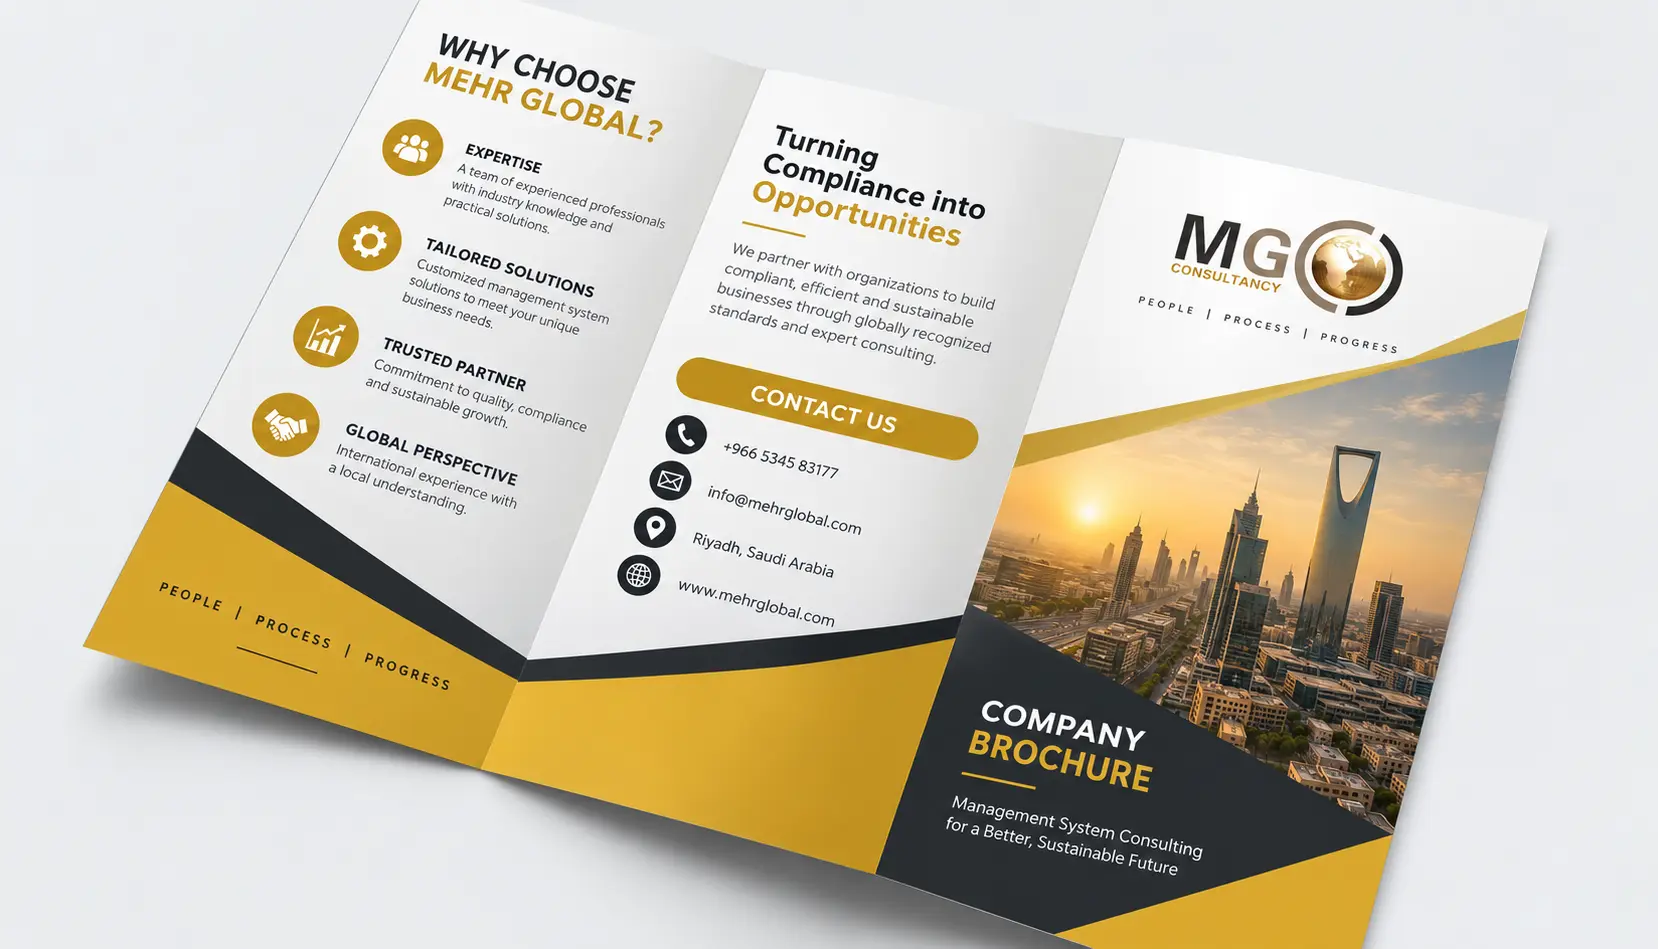 WHY CHOOSE
MEHR GLOBAL?
EXPERTISE
A team of experienced professionals
with industry knowledge and
practical solutions.
TAILORED SOLUTIONS
Customized management system
solutions to meet your unique
business needs.
TRUSTED PARTNER
Commitment to quality, compliance
and sustainable growth.
GLOBAL PERSPECTIVE
International experience with
a local understanding.
PEOPLE | PROCESS | PROGRESS
Turning
Compliance into
Opportunities
We partner with organizations to build
compliant, efficient and sustainable
businesses through globally recognized
standards and expert consulting.
CONTACT US
+966 5345 83177
info@mehrglobal.com
Riyadh, Saudi Arabia
www.mehrglobal.com
MGC
CONSULTANCY
PEOPLE | PROCESS | PROGRESS
COMPANY
BROCHURE
Management System Consulting
for a Better, Sustainable Future